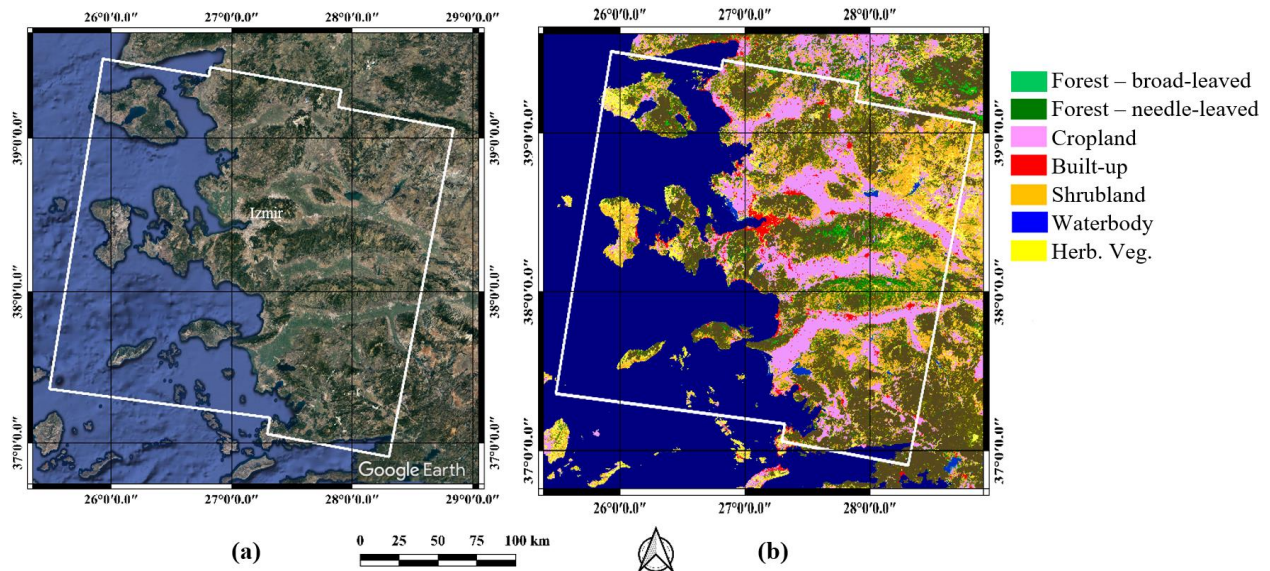 26°0'0.0" 27°0'0.0" 28°0'0.0" 29°0'0.0"
26°0'0.0" 27°0'0.0" 28°0'0.0"
39°0'0.0" 38°0'0.0" 37°0'0.0"
Izmir
Google Earth
39°0'0.0" 38°0'0.0" 37°0'0.0"
39°0'0.0" 38°0'0.0" 37°0'0.0"
39°0'0.0" 38°0'0.0" 37°0'0.0"
Forest – broad-leaved
Forest – needle-leaved
Cropland
Built-up
Shrubland
Waterbody
Herb. Veg.
26°0'0.0" 27°0'0.0" 28°0'0.0" 29°0'0.0"
26°0'0.0" 27°0'0.0" 28°0'0.0"
(a)
0 25 50 75 100 km
(b)